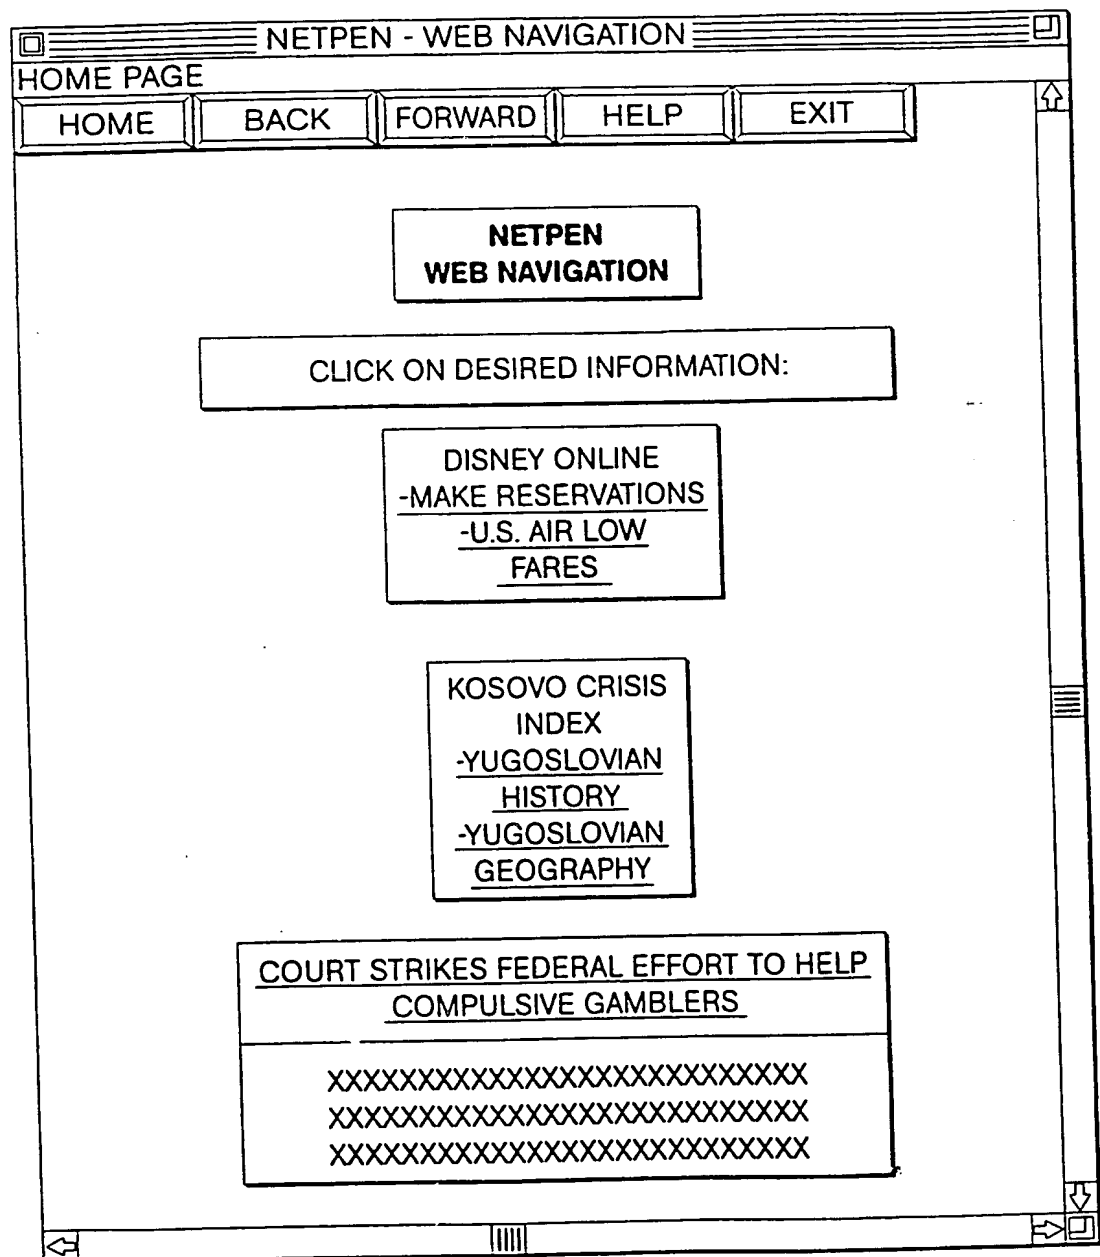 NETPEN - WEB NAVIGATION
HOME PAGE
HOME BACK FORWARD HELP EXIT
NETPEN
WEB NAVIGATION
CLICK ON DESIRED INFORMATION:
DISNEY ONLINE
-MAKE RESERVATIONS
-U.S. AIR LOW
FARES
KOSOVO CRISIS
INDEX
-YUGOSLOVIAN
HISTORY
-YUGOSLOVIAN
GEOGRAPHY
COURT STRIKES FEDERAL EFFORT TO HELP
COMPULSIVE GAMBLERS
XXXXXXXXXXXXXXXXXXXXXXXXXXX
XXXXXXXXXXXXXXXXXXXXXXXXXXX
XXXXXXXXXXXXXXXXXXXXXXXXXXX